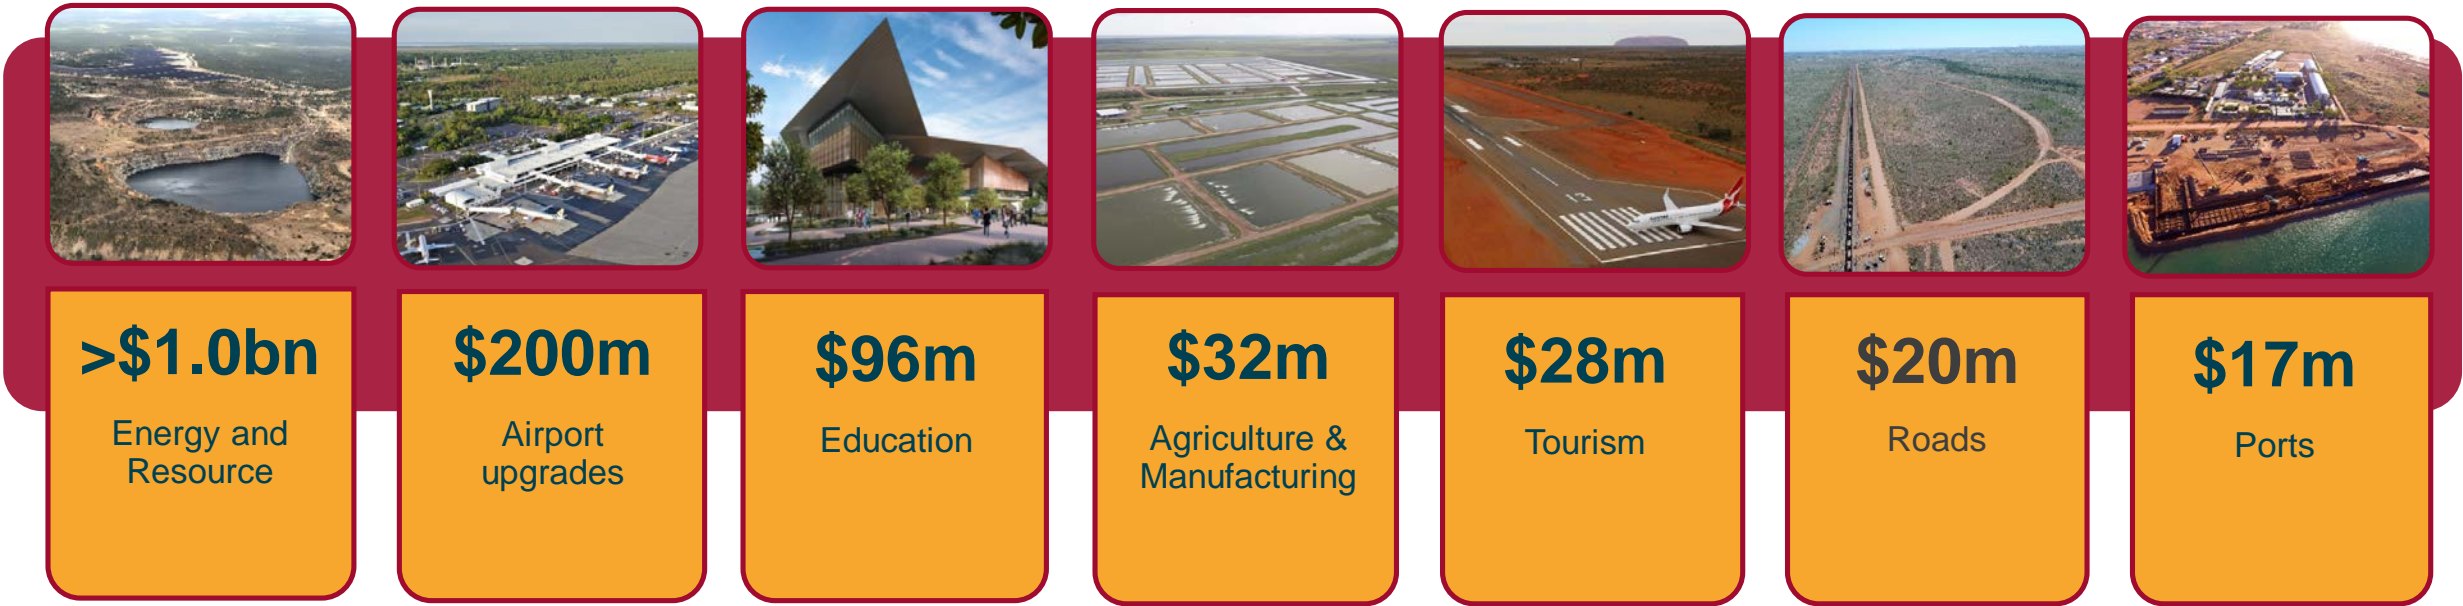 >$1.0bn
Energy and
Resource
$200m
Airport
upgrades
$96m
Education
$32m
Agriculture &
Manufacturing
$28m
Tourism
$20m
Roads
$17m
Ports